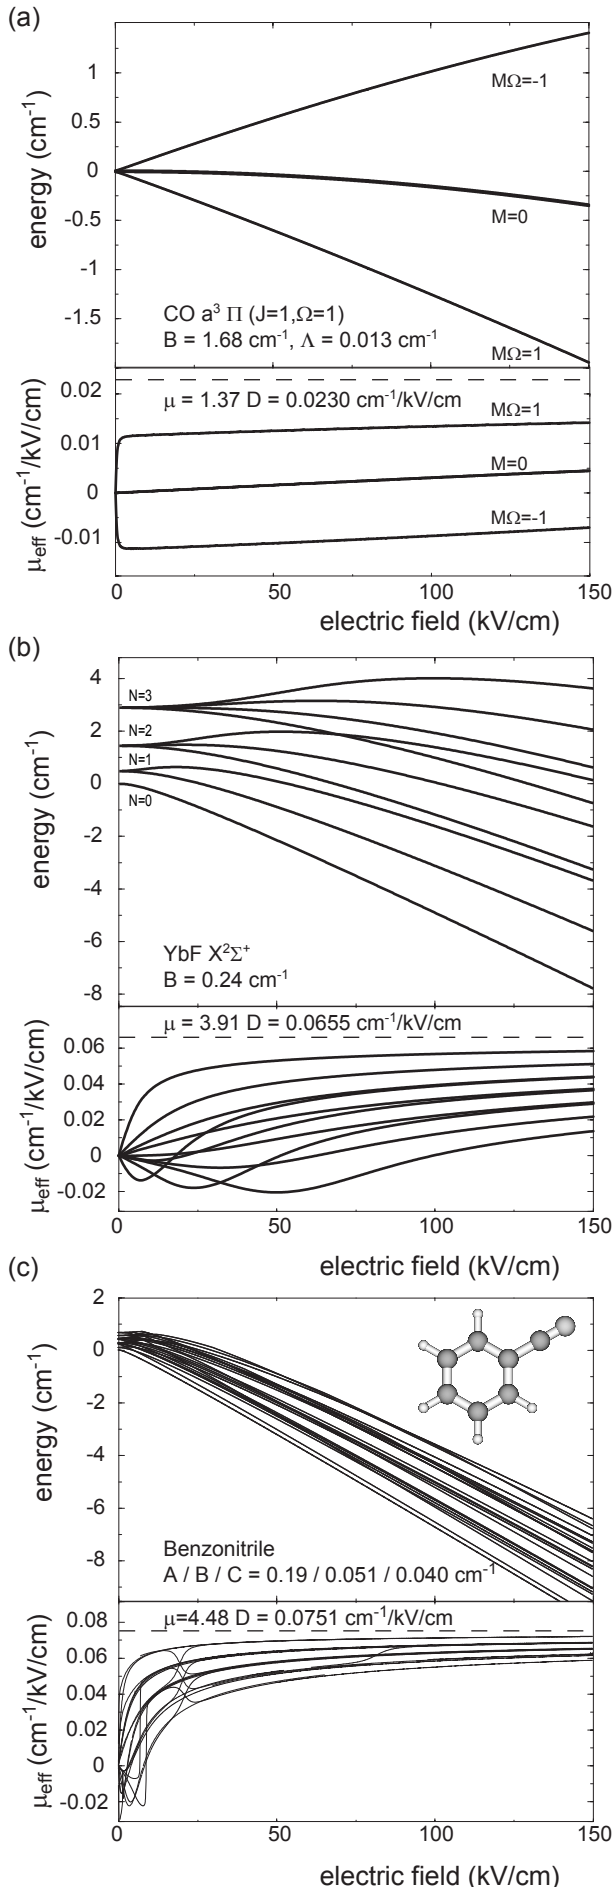 (a)
1
0.5
0
-0.5
-1
-1.5
energy (cm⁻¹)
MΩ=-1
M=0
MΩ=1
CO a³ Π (J=1,Ω=1)
B = 1.68 cm⁻¹, Λ = 0.013 cm⁻¹
0.02
0.01
0
-0.01
μeff (cm⁻¹/kV/cm)
μ = 1.37 D = 0.0230 cm⁻¹/kV/cm
MΩ=1
M=0
MΩ=-1
0 50 100 150
electric field (kV/cm)
(b)
4
2
0
-2
-4
-6
-8
energy (cm⁻¹)
N=3
N=2
N=1
N=0
YbF X²Σ⁺
B = 0.24 cm⁻¹
0.06
0.04
0.02
0
-0.02
μeff (cm⁻¹/kV/cm)
μ = 3.91 D = 0.0655 cm⁻¹/kV/cm
0 50 100 150
electric field (kV/cm)
(c)
2
0
-2
-4
-6
-8
energy (cm⁻¹)
Benzonitrile
A / B / C = 0.19 / 0.051 / 0.040 cm⁻¹
0.08
0.06
0.04
0.02
0
-0.02
μeff (cm⁻¹/kV/cm)
μ=4.48 D = 0.0751 cm⁻¹/kV/cm
0 50 100 150
electric field (kV/cm)